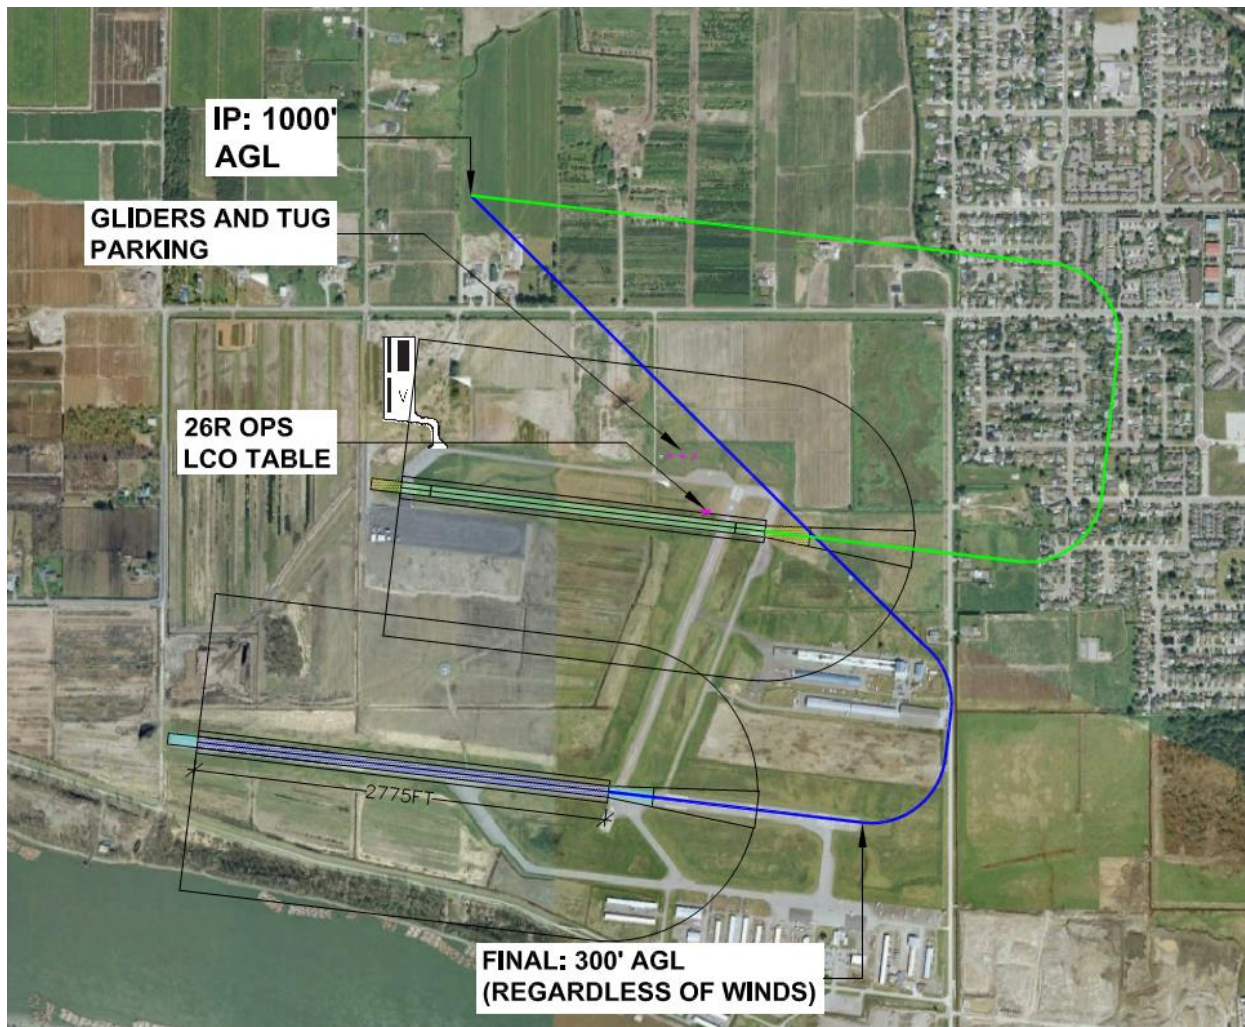 IP: 1000'
AGL
GLIDERS AND TUG
PARKING
26R OPS
LCO TABLE
2775FT
FINAL: 300' AGL
(REGARDLESS OF WINDS)